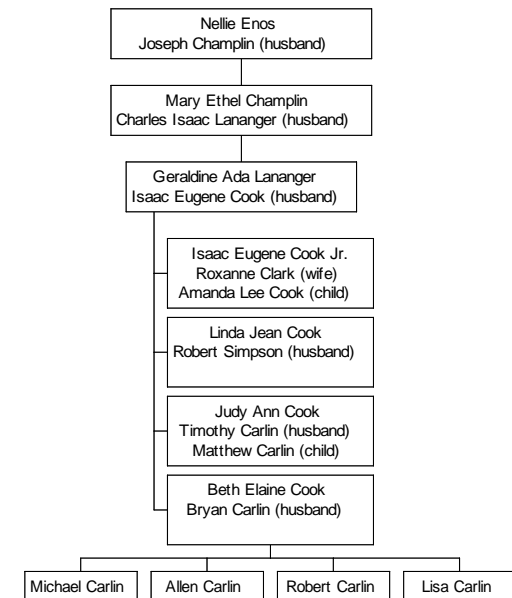 Nellie Enos
Joseph Champlin (husband)
Mary Ethel Champlin
Charles Isaac Lananger (husband)
Geraldine Ada Lananger
Isaac Eugene Cook (husband)
Isaac Eugene Cook Jr.
Roxanne Clark (wife)
Amanda Lee Cook (child)
Linda Jean Cook
Robert Simpson (husband)
Judy Ann Cook
Timothy Carlin (husband)
Matthew Carlin (child)
Beth Elaine Cook
Bryan Carlin (husband)
Michael Carlin
Allen Carlin
Robert Carlin
Lisa Carlin